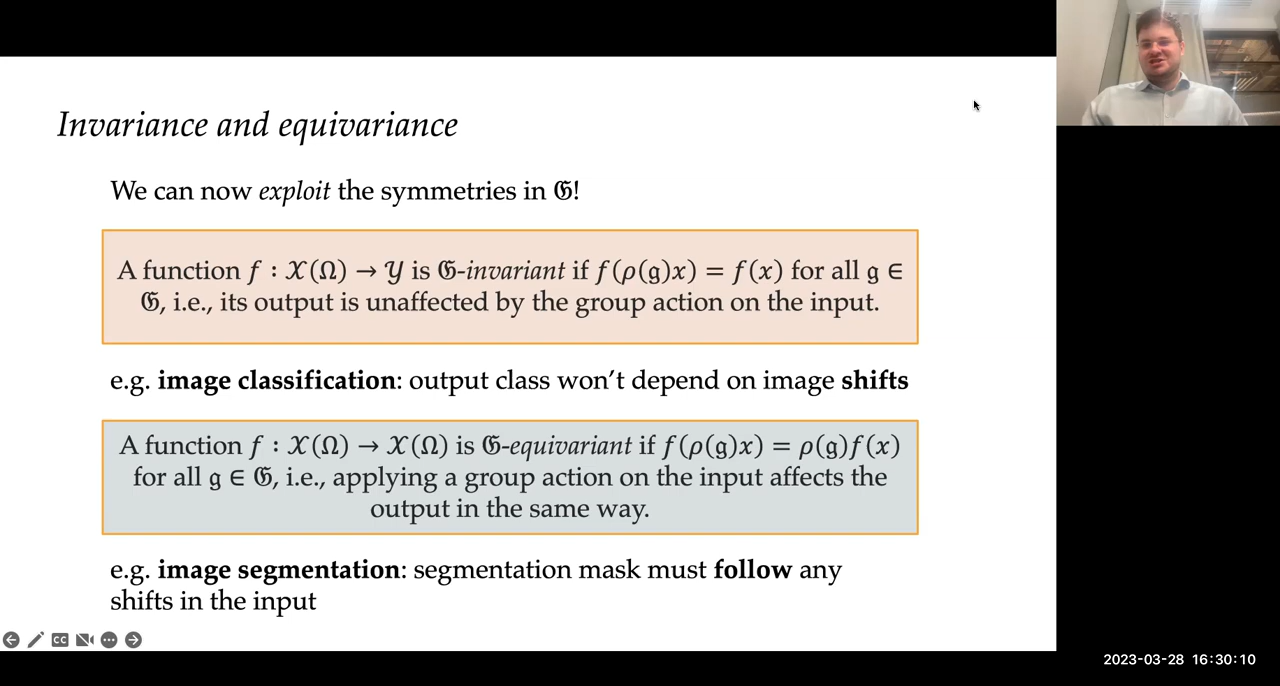 Invariance and equivariance
We can now exploit the symmetries in 𝔊!
A function f : 𝒳(Ω) → 𝒴 is 𝔊-invariant if f(ρ(𝔤)x) = f(x) for all 𝔤 ∈
𝔊, i.e., its output is unaffected by the group action on the input.
e.g. image classification: output class won't depend on image shifts
A function f : 𝒳(Ω) → 𝒳(Ω) is 𝔊-equivariant if f(ρ(𝔤)x) = ρ(𝔤)f(x)
for all 𝔤 ∈ 𝔊, i.e., applying a group action on the input affects the
output in the same way.
e.g. image segmentation: segmentation mask must follow any
shifts in the input
CC
2023-03-28 16:30:10